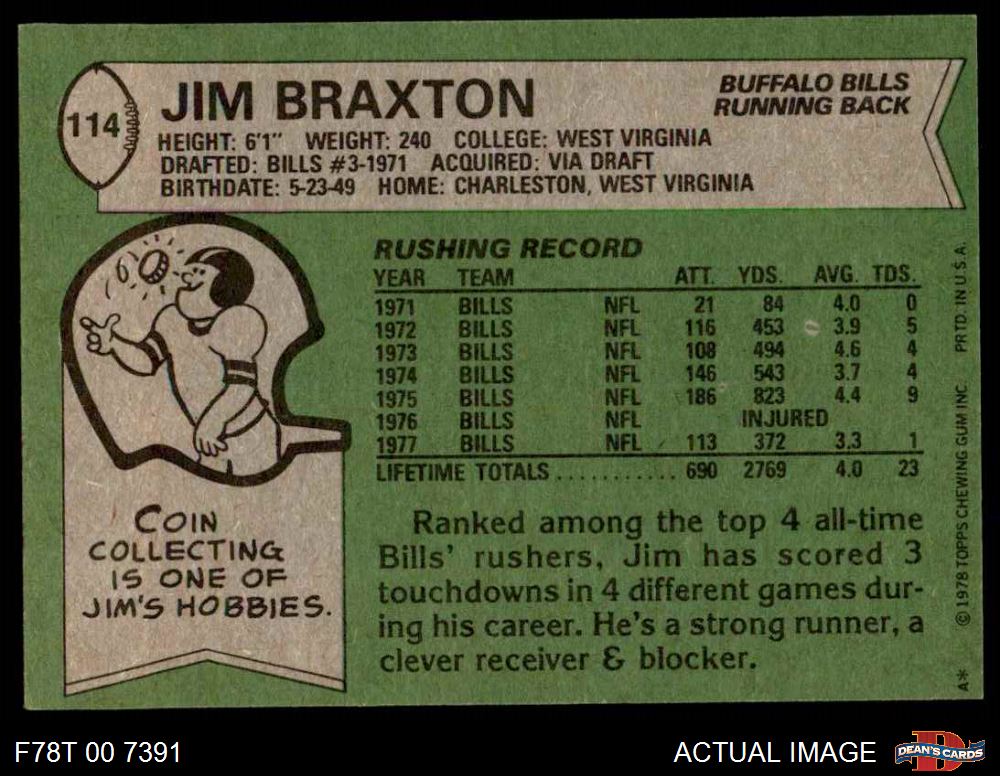 114
JIM BRAXTON
BUFFALO BILLS
RUNNING BACK
HEIGHT: 6'1" WEIGHT: 240 COLLEGE: WEST VIRGINIA
DRAFTED: BILLS #3-1971 ACQUIRED: VIA DRAFT
BIRTHDATE: 5-23-49 HOME: CHARLESTON, WEST VIRGINIA
RUSHING RECORD
YEAR TEAM ATT. YDS. AVG. TDS.
1971 BILLS NFL 21 84 4.0 0
1972 BILLS NFL 116 453 3.9 5
1973 BILLS NFL 108 494 4.6 4
1974 BILLS NFL 146 543 3.7 4
1975 BILLS NFL 186 823 4.4 9
1976 BILLS NFL INJURED
1977 BILLS NFL 113 372 3.3 1
LIFETIME TOTALS ........... 690 2769 4.0 23
COIN
COLLECTING
IS ONE OF
JIM'S HOBBIES.
Ranked among the top 4 all-time
Bills' rushers, Jim has scored 3
touchdowns in 4 different games dur-
ing his career. He's a strong runner, a
clever receiver & blocker.
A* © 1978 TOPPS CHEWING GUM INC PRTD. IN U.S.A.
F78T 00 7391
ACTUAL IMAGE
DEAN'S CARDS